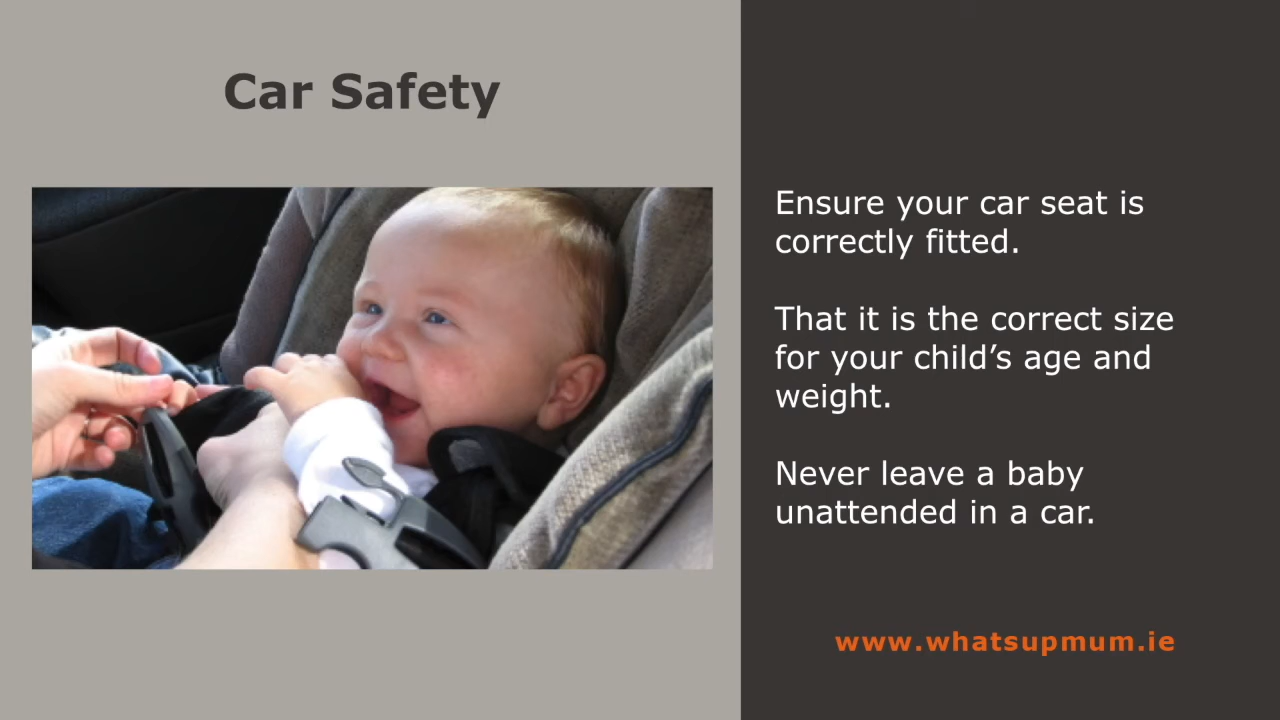 Car Safety
Ensure your car seat is
correctly fitted.
That it is the correct size
for your child’s age and
weight.
Never leave a baby
unattended in a car.
www.whatsupmum.ie